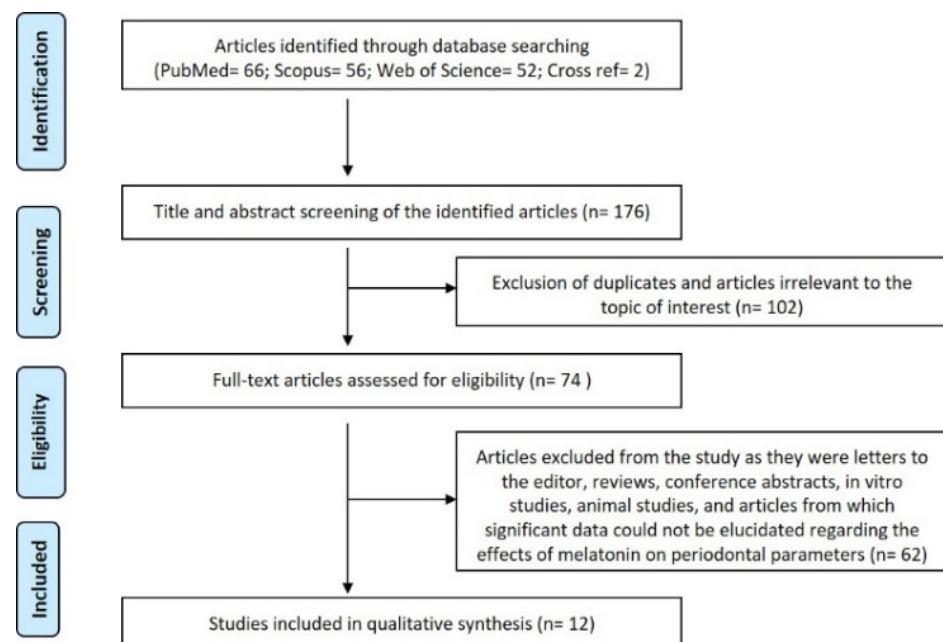 Identification
Articles identified through database searching
(PubMed= 66; Scopus= 56; Web of Science= 52; Cross ref= 2)
Title and abstract screening of the identified articles (n= 176)
Screening
Exclusion of duplicates and articles irrelevant to the
topic of interest (n= 102)
Full-text articles assessed for eligibility (n= 74 )
Eligibility
Articles excluded from the study as they were letters to
the editor, reviews, conference abstracts, in vitro
studies, animal studies, and articles from which
significant data could not be elucidated regarding the
effects of melatonin on periodontal parameters (n= 62)
Included
Studies included in qualitative synthesis (n= 12)